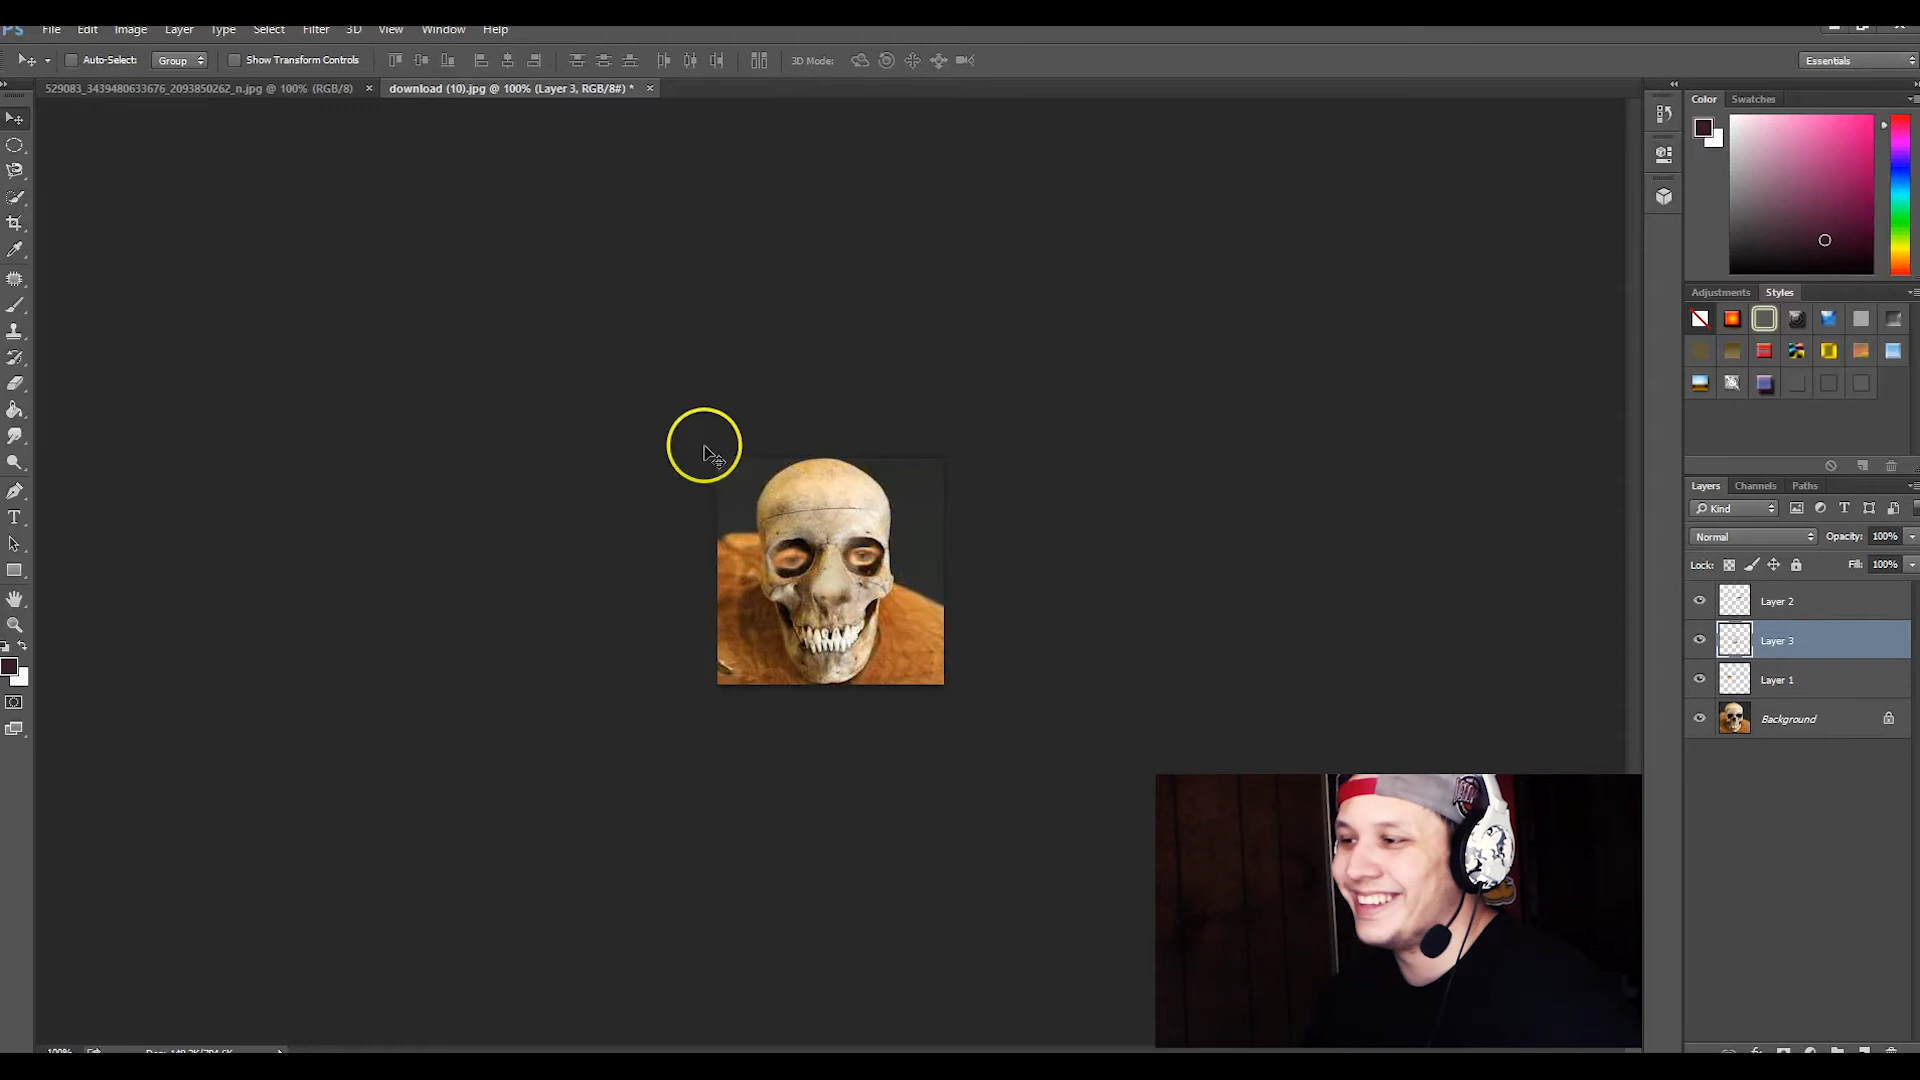 Ps File Edit Image Layer Type Select Filter 3D View Window Help
Auto-Select: Group Show Transform Controls 3D Mode: Essentials
529083_3439480633676_2093850262_n.jpg @ 100% (RGB/8) × download (10).jpg @ 100% (Layer 3, RGB/8#) * ×
Color Swatches
Adjustments Styles
Layers Channels Paths
Kind
Normal Opacity: 100%
Lock: Fill: 100%
Layer 2
Layer 3
Layer 1
Background
100%